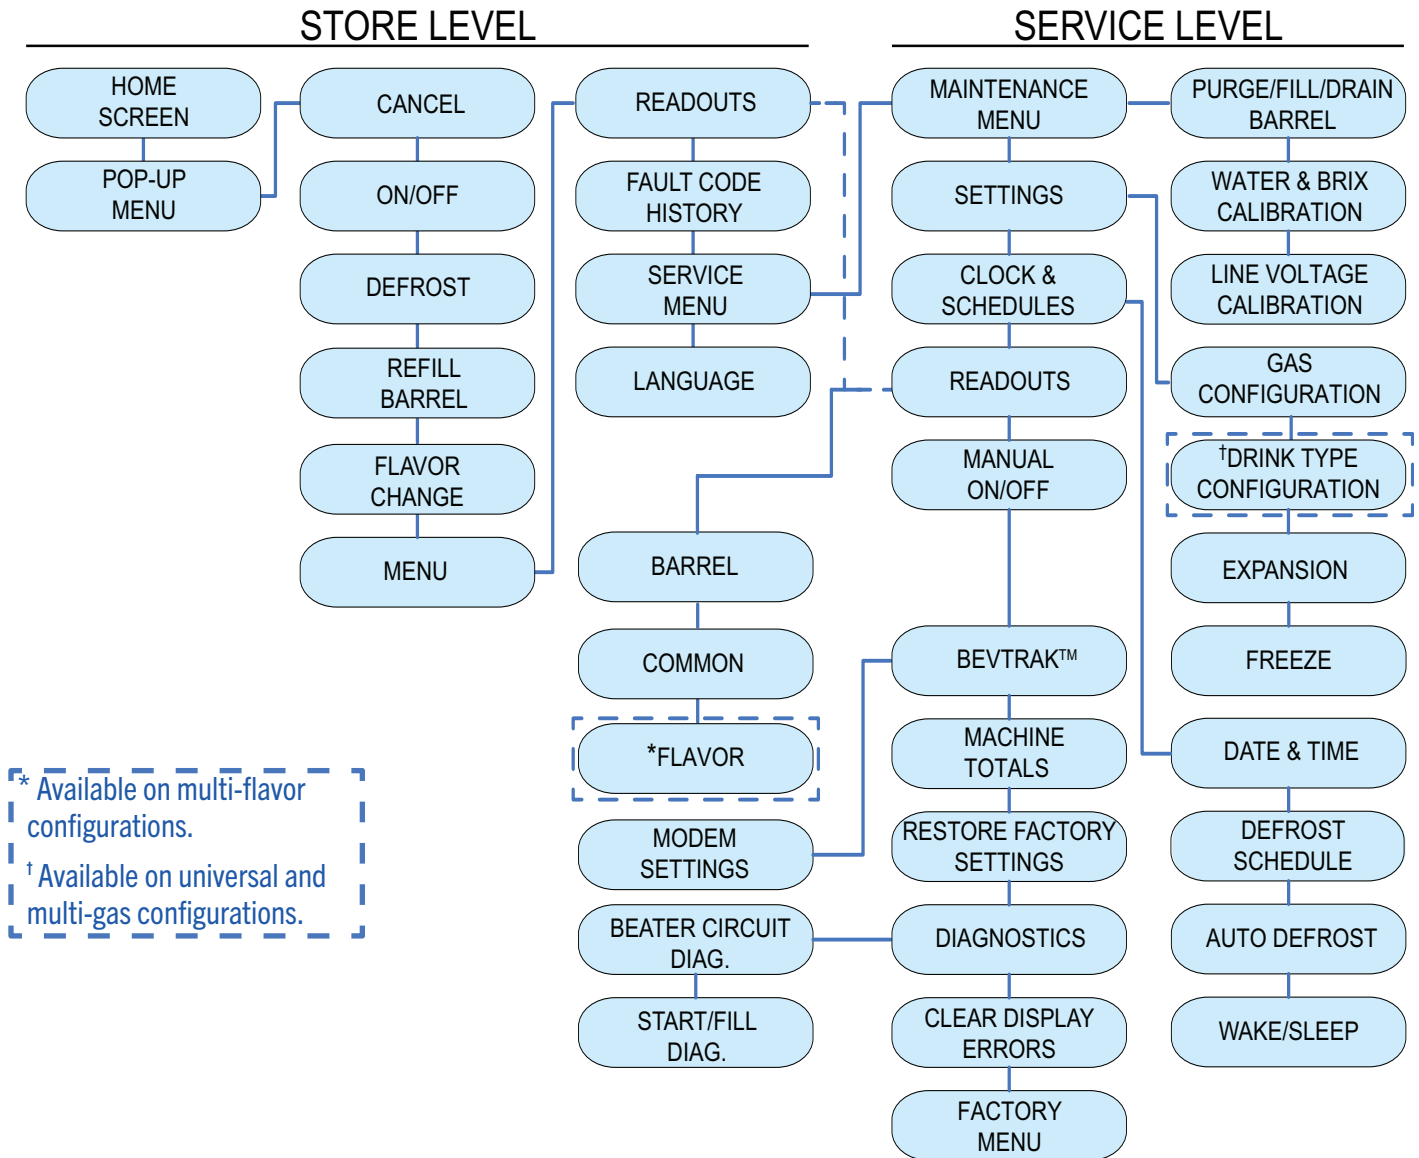 STORE LEVEL
SERVICE LEVEL
HOME
SCREEN
POP-UP
MENU
CANCEL
ON/OFF
DEFROST
REFILL
BARREL
FLAVOR
CHANGE
MENU
READOUTS
FAULT CODE
HISTORY
SERVICE
MENU
LANGUAGE
BARREL
COMMON
*FLAVOR
MODEM
SETTINGS
BEATER CIRCUIT
DIAG.
START/FILL
DIAG.
MAINTENANCE
MENU
SETTINGS
CLOCK &
SCHEDULES
READOUTS
MANUAL
ON/OFF
BEVTRAK™
MACHINE
TOTALS
RESTORE FACTORY
SETTINGS
DIAGNOSTICS
CLEAR DISPLAY
ERRORS
FACTORY
MENU
PURGE/FILL/DRAIN
BARREL
WATER & BRIX
CALIBRATION
LINE VOLTAGE
CALIBRATION
GAS
CONFIGURATION
†DRINK TYPE
CONFIGURATION
EXPANSION
FREEZE
DATE & TIME
DEFROST
SCHEDULE
AUTO DEFROST
WAKE/SLEEP
* Available on multi-flavor
configurations.
† Available on universal and
multi-gas configurations.